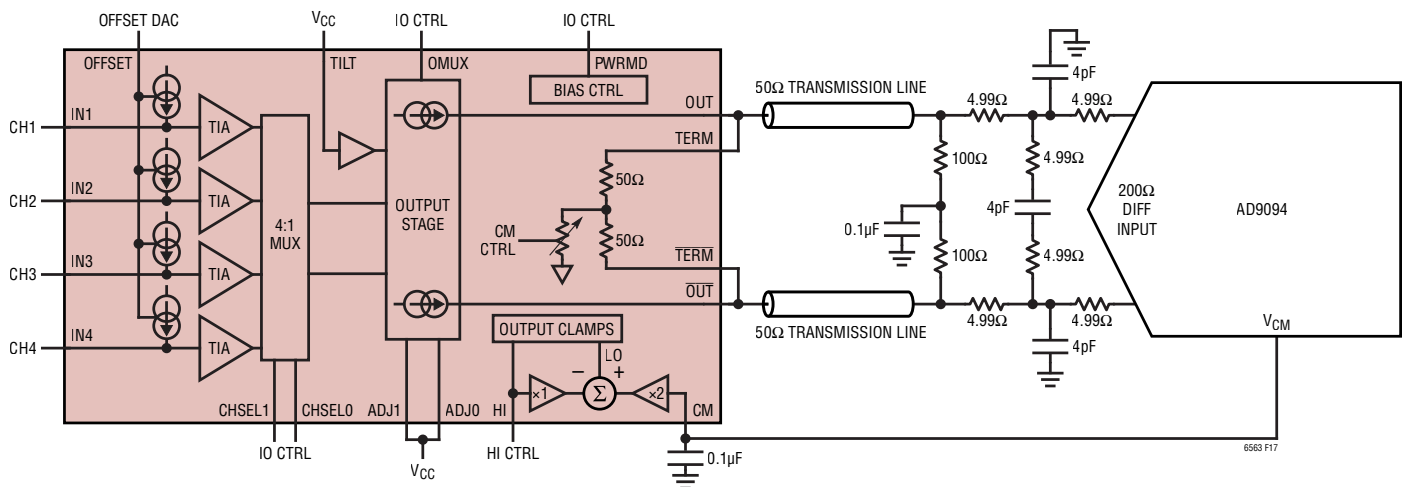 OFFSET DAC
VCC
IO CTRL
IO CTRL
OFFSET
TILT
OMUX
PWRMD
BIAS CTRL
4pF
50Ω TRANSMISSION LINE
OUT
4.99Ω
4.99Ω
CH1
IN1
TIA
TERM
100Ω
4.99Ω
CH2
IN2
TIA
50Ω
200Ω
DIFF
INPUT
AD9094
4:1
MUX
OUTPUT
STAGE
CM
CTRL
0.1µF
4pF
50Ω
CH3
IN3
TIA
TERM
100Ω
4.99Ω
OUT
CH4
IN4
TIA
OUTPUT CLAMPS
50Ω TRANSMISSION LINE
4.99Ω
4.99Ω
VCM
4pF
LO
– +
×1
Σ
×2
CHSEL1
CHSEL0
ADJ1
ADJ0
HI
CM
IO CTRL
VCC
HI CTRL
0.1µF
6563 F17